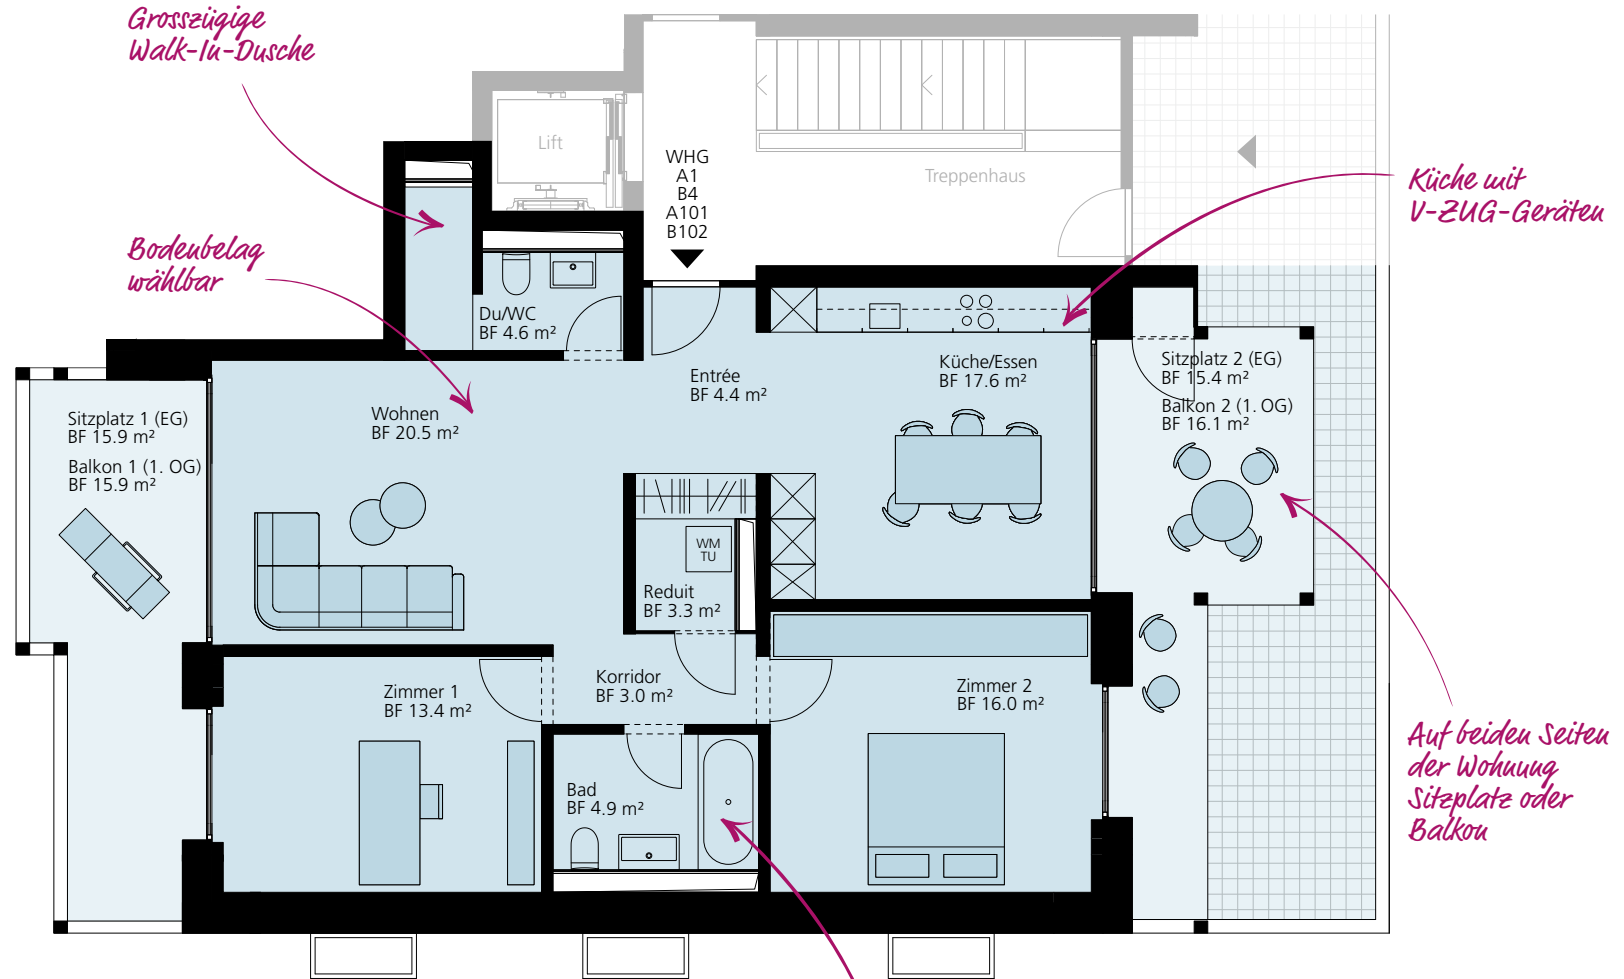 Grosszügige
Walk-In-Dusche
Lift
WHG
A1
B4
A101
B102
Treppenhaus
Küche mit
V-ZUG-Geräten
Bodenbelag
wählbar
Du/WC
BF 4.6 m²
Entrée
BF 4.4 m²
Küche/Essen
BF 17.6 m²
Sitzplatz 2 (EG)
BF 15.4 m²
Balkon 2 (1. OG)
BF 16.1 m²
Wohnen
BF 20.5 m²
Sitzplatz 1 (EG)
BF 15.9 m²
Balkon 1 (1. OG)
BF 15.9 m²
WM
TU
Reduit
BF 3.3 m²
Korridor
BF 3.0 m²
Zimmer 1
BF 13.4 m²
Zimmer 2
BF 16.0 m²
Bad
BF 4.9 m²
Auf beiden Seiten
der Wohnung
Sitzplatz oder
Balkon